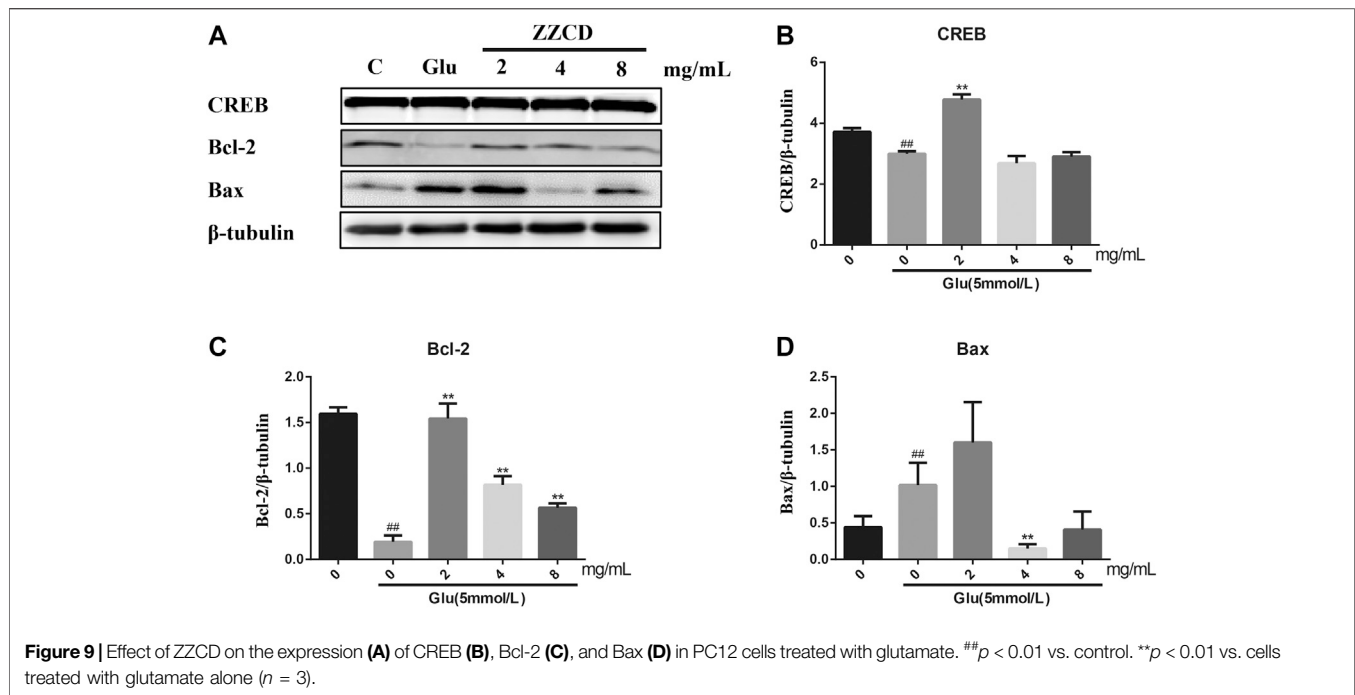 A
ZZCD
C Glu 2 4 8 mg/mL
CREB
Bcl-2
Bax
β-tubulin
B
CREB
CREB/β-tubulin
6
4
2
0
##
**
0 0 2 4 8 mg/mL
Glu(5mmol/L)
C
Bcl-2
Bcl-2/β-tubulin
2.0
1.5
1.0
0.5
0.0
##
**
**
**
0 0 2 4 8 mg/mL
Glu(5mmol/L)
D
Bax
Bax/β-tubulin
2.5
2.0
1.5
1.0
0.5
0.0
##
**
0 0 2 4 8 mg/mL
Glu(5mmol/L)
Figure 9 | Effect of ZZCD on the expression (A) of CREB (B), Bcl-2 (C), and Bax (D) in PC12 cells treated with glutamate. ##p < 0.01 vs. control. **p < 0.01 vs. cells
treated with glutamate alone (n = 3).